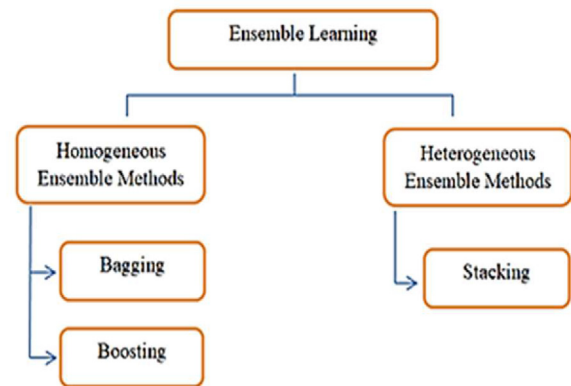 Ensemble Learning
Homogeneous
Ensemble Methods
Heterogeneous
Ensemble Methods
Bagging
Stacking
Boosting